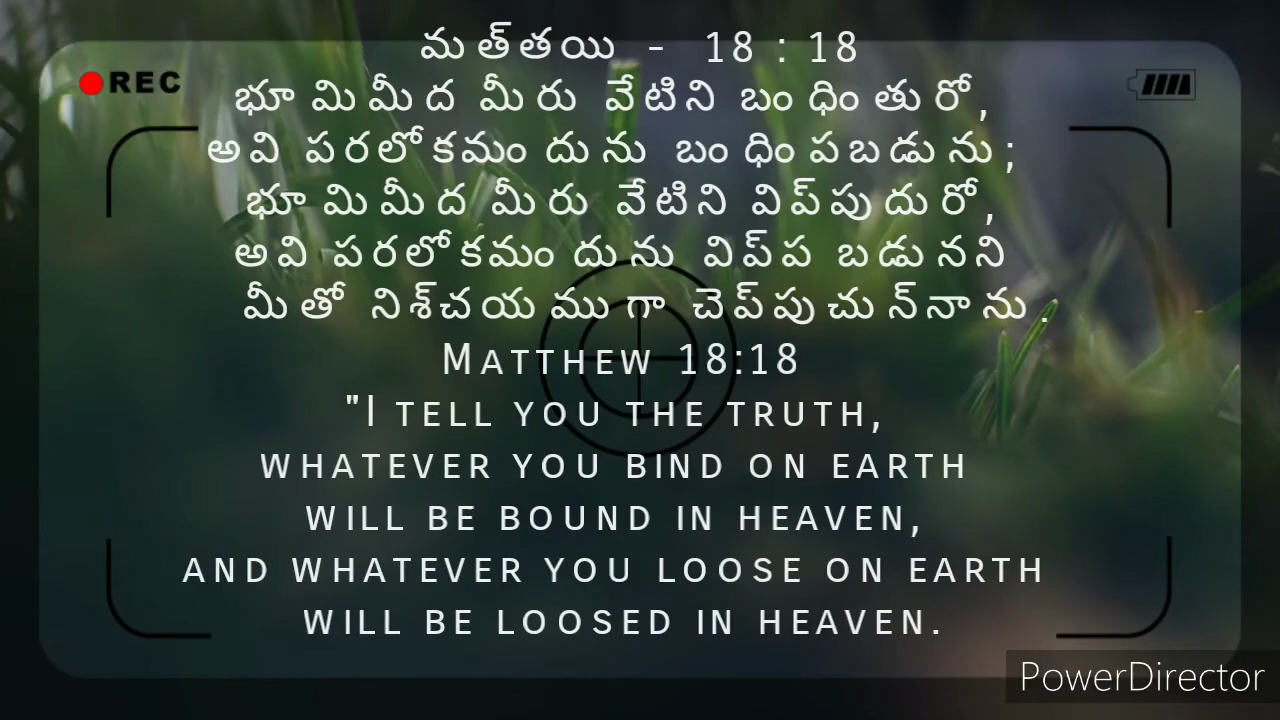 మత్తయి - 18 : 18
REC
భూమిమీద మీరు వేటిని బంధింతురో,
అవి పరలోకమందును బంధింపబడును;
భూమిమీద మీరు వేటిని విప్పుదురో,
అవి పరలోకమందును విప్ప బడునని
మీతో నిశ్చయముగా చెప్పుచున్నాను.
MATTHEW 18:18
"I TELL YOU THE TRUTH,
WHATEVER YOU BIND ON EARTH
WILL BE BOUND IN HEAVEN,
AND WHATEVER YOU LOOSE ON EARTH
WILL BE LOOSED IN HEAVEN.
PowerDirector